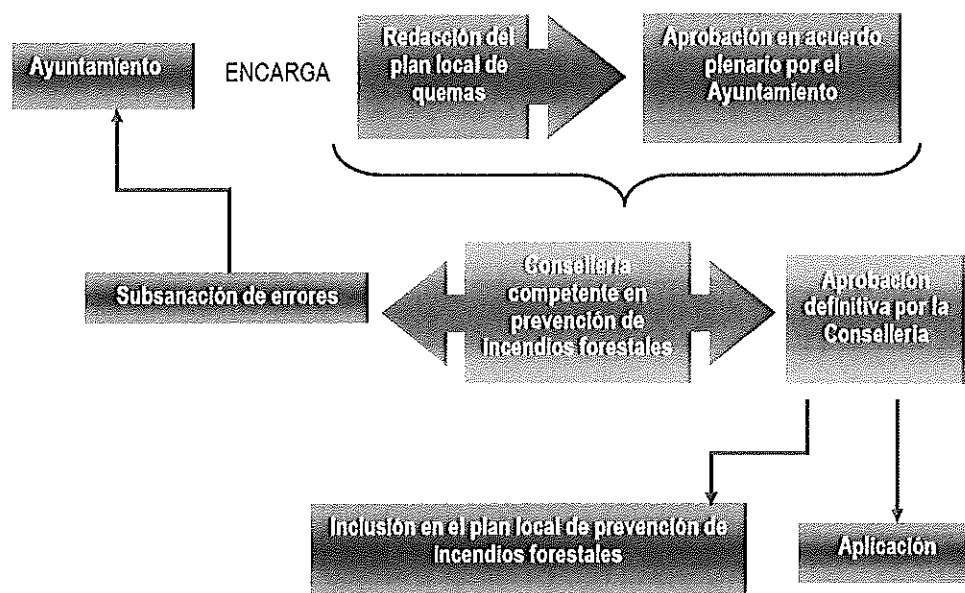 Ayuntamiento
ENCARGA
Redacción del
plan local de
quemas
Aprobación en acuerdo
plenario por el
Ayuntamiento
Subsanación de errores
Conselleria
competente en
prevención de
incendios forestales
Aprobación
definitiva por la
Conselleria
Inclusión en el plan local de prevención de
incendios forestales
Aplicación